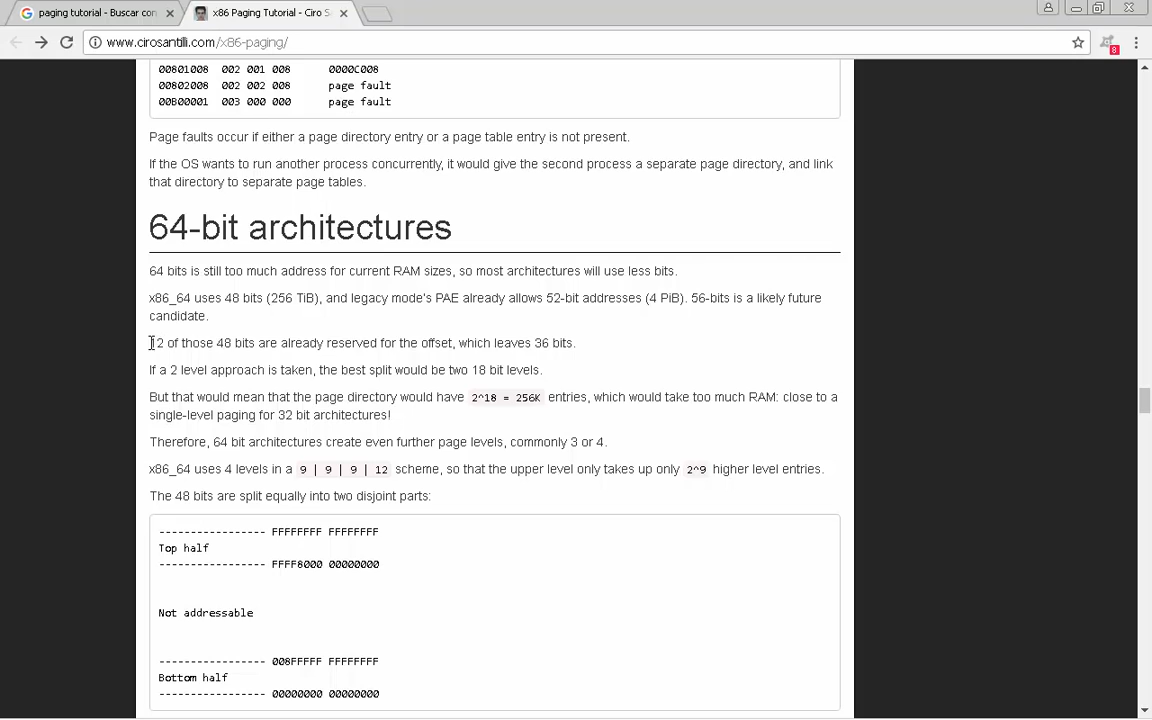 paging tutorial - Buscar con
x86 Paging Tutorial - Ciro S
www.cirosantilli.com/x86-paging/
8
00801008 002 001 008 0000C008
00802008 002 002 008 page fault
00B00001 003 000 000 page fault
Page faults occur if either a page directory entry or a page table entry is not present.
If the OS wants to run another process concurrently, it would give the second process a separate page directory, and link
that directory to separate page tables.
64-bit architectures
64 bits is still too much address for current RAM sizes, so most architectures will use less bits.
x86_64 uses 48 bits (256 TiB), and legacy mode's PAE already allows 52-bit addresses (4 PiB). 56-bits is a likely future
candidate.
12 of those 48 bits are already reserved for the offset, which leaves 36 bits.
If a 2 level approach is taken, the best split would be two 18 bit levels.
But that would mean that the page directory would have 2^18 = 256K entries, which would take too much RAM: close to a
single-level paging for 32 bit architectures!
Therefore, 64 bit architectures create even further page levels, commonly 3 or 4.
x86_64 uses 4 levels in a 9 | 9 | 9 | 12 scheme, so that the upper level only takes up only 2^9 higher level entries.
The 48 bits are split equally into two disjoint parts:
----------------- FFFFFFFF FFFFFFFF
Top half
----------------- FFFF8000 00000000
Not addressable
----------------- 008FFFFF FFFFFFFF
Bottom half
----------------- 00000000 00000000